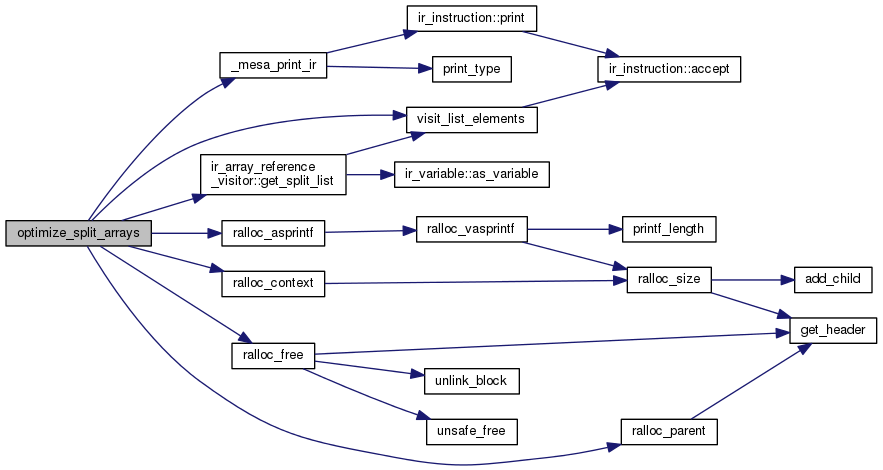 ir_instruction::print
_mesa_print_ir
print_type
ir_instruction::accept
visit_list_elements
ir_array_reference
_visitor::get_split_list
ir_variable::as_variable
optimize_split_arrays
ralloc_asprintf
ralloc_vasprintf
printf_length
ralloc_context
ralloc_size
add_child
get_header
ralloc_free
unlink_block
unsafe_free
ralloc_parent